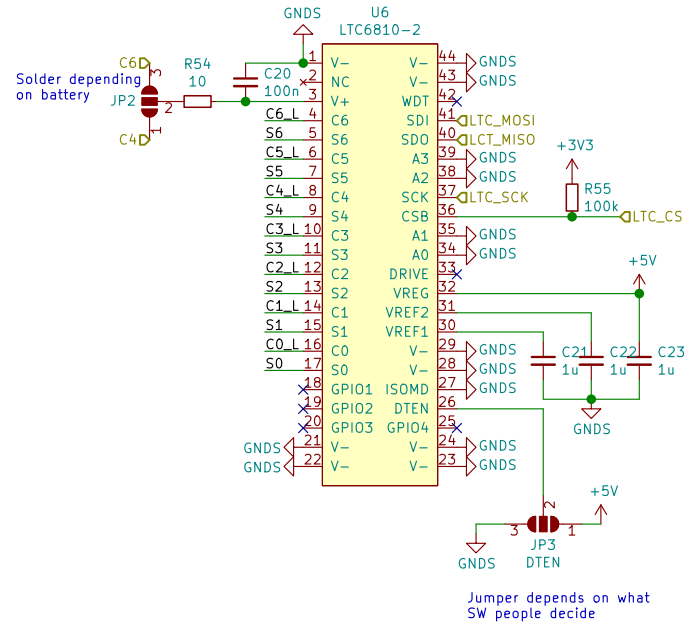 GNDS
U6
LTC6810-2
C6
3
Solder depending
on battery
JP2
2
1
C4
R54
10
C20
100n
1 V-
2 NC
3 V+
C6_L 4 C6
S6 5 S6
C5_L 6 C5
S5 7 S5
C4_L 8 C4
S4 9 S4
C3_L 10 C3
S3 11 S3
C2_L 12 C2
S2 13 S2
C1_L 14 C1
S1 15 S1
C0_L 16 C0
S0 17 S0
18 GPIO1
19 GPIO2
20 GPIO3
GNDS 21 V-
GNDS 22 V-
V- 44 GNDS
V- 43 GNDS
WDT 42
SDI 41 LTC_MOSI
SDO 40 LCT_MISO
A3 39 GNDS
A2 38 GNDS
SCK 37 LTC_SCK
CSB 36 LTC_CS
A1 35 GNDS
A0 34 GNDS
DRIVE 33
VREG 32
VREF2 31
VREF1 30
V- 29 GNDS
V- 28 GNDS
ISOMD 27 GNDS
DTEN 26
GPIO4 25
V- 24 GNDS
V- 23 GNDS
+3V3
R55
100k
+5V
C21
1u
C22
1u
C23
1u
GNDS
+5V
2
3
1
JP3
DTEN
GNDS
Jumper depends on what
SW people decide